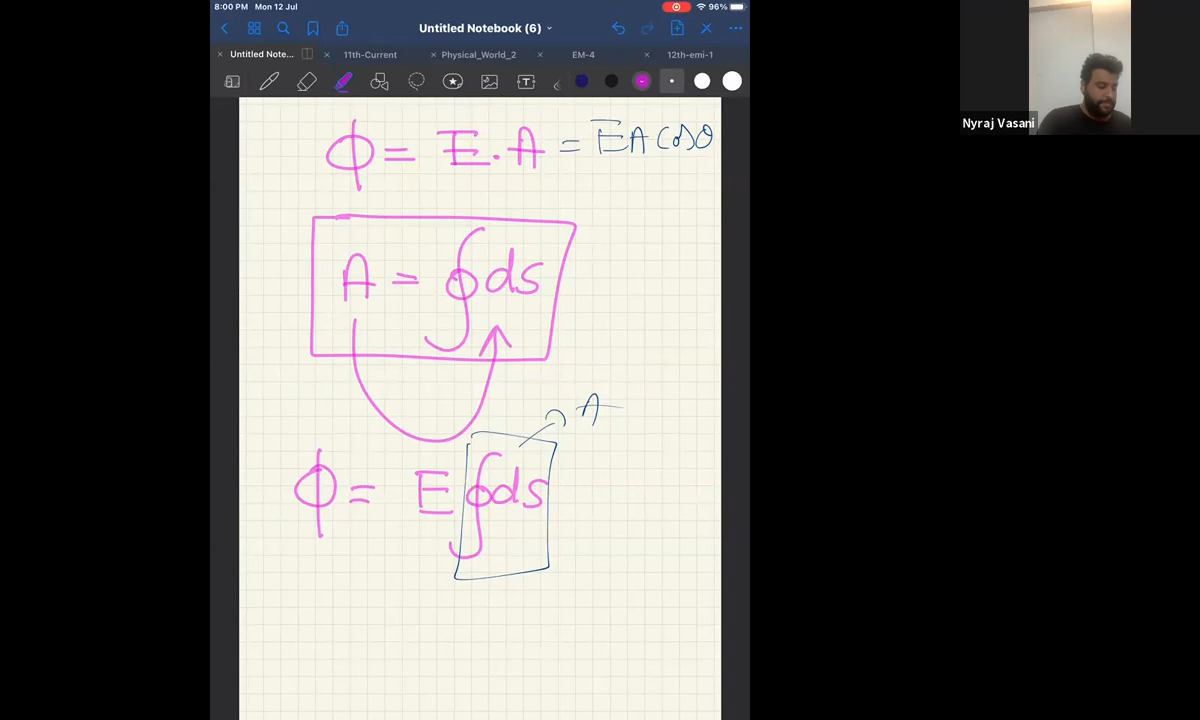 8:00 PM Mon 12 Jul
96%
Untitled Notebook (6)
Untitled Note...
11th-Current
Physical_World_2
EM-4
12th-emi-1
Nyraj Vasani
ϕ = E . A = EA cosθ
A = ∮ds
A
ϕ = E ∮ds